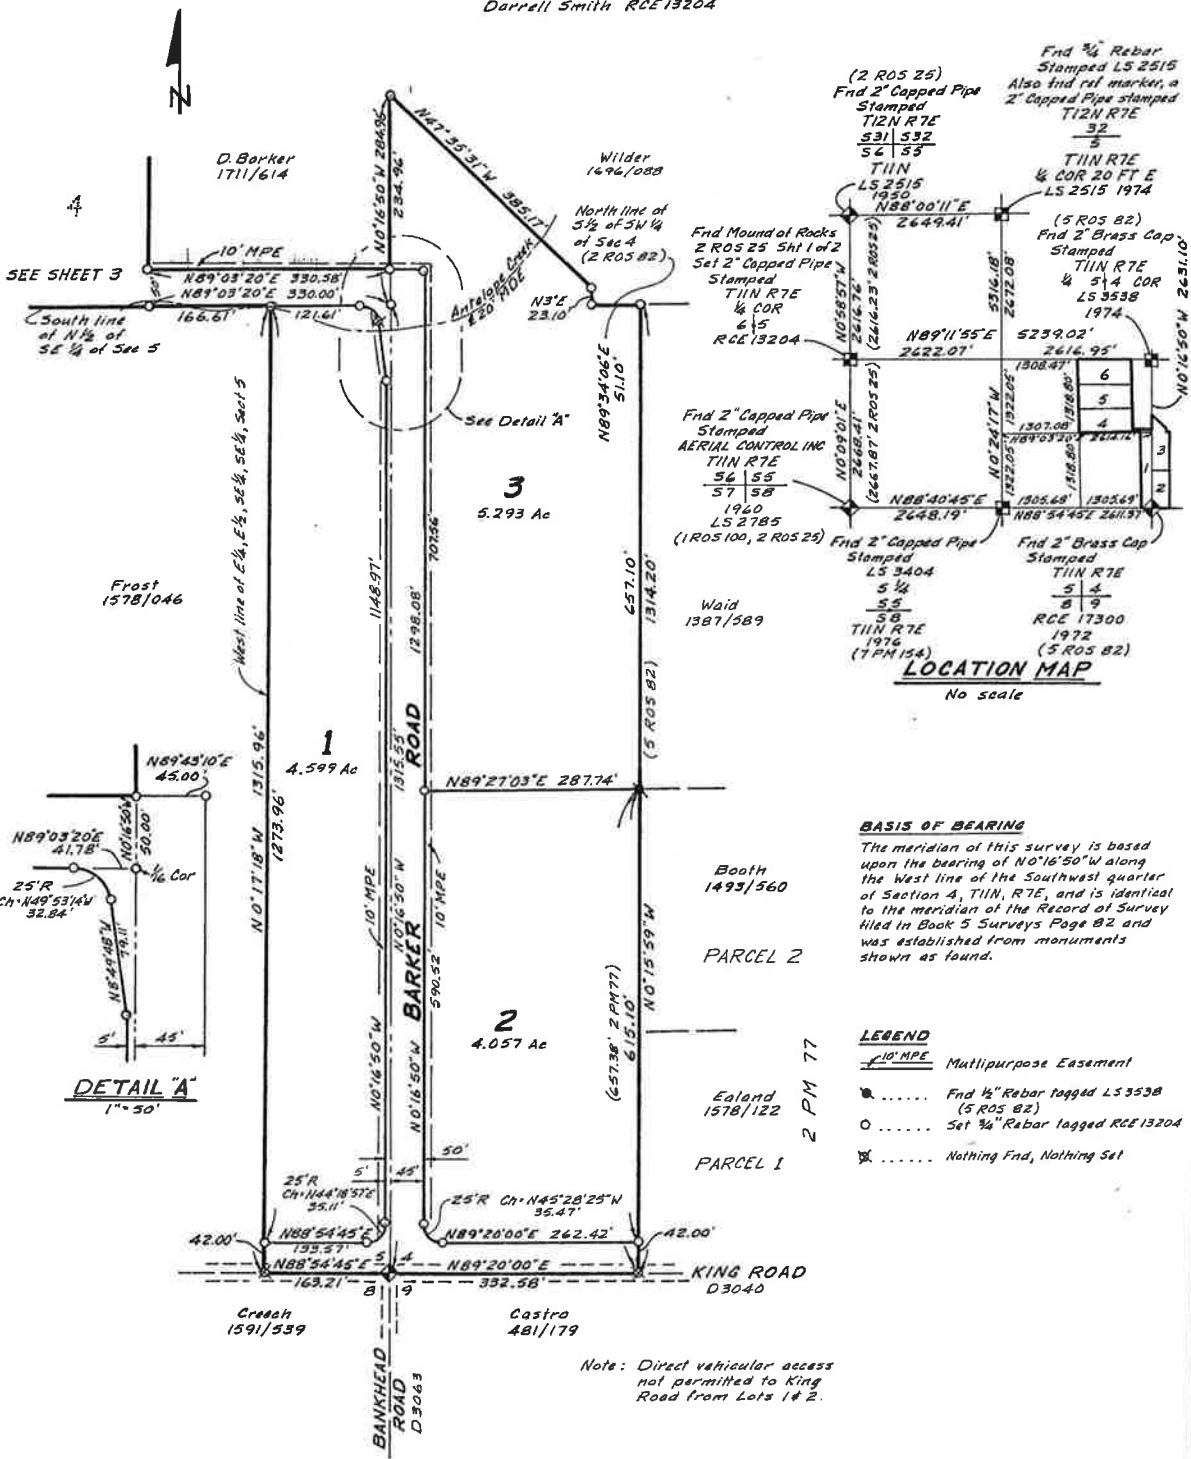 Darrell Smith RCE 13204
N
D. Barker
1711/614
4
SEE SHEET 3
10' MPE
N89°03'20"E 330.58'
N89°03'20"E 330.00'
166.61'
121.61'
50'
South line
of N½ of
SE ¼ of Sec 5
N0°16'50"W 284.96'
234.96'
N47°35'31"W 385.17'
Wilder
1696/088
North line of
S½ of SW ¼
of Sec 4
(2 ROS 82)
Antelope Creek
20' MDE
N3°E
23.10'
N89°34'06"E
51.10'
See Detail "A"
West line of E¼, E½, SE¼, SE¼, Sect 5
3
5.293 Ac
Frost
1578/046
1148.97'
707.56
1298.08'
657.10'
1314.20'
(5 ROS 82)
Waid
1387/589
1
4.599 Ac
N0°17'18"W 1315.96'
1273.96'
1315.55'
N0°16'50"W
10' MPE
N0°16'50"W
BARKER ROAD
590.52'
N0°16'50"W
10' MPE
N89°27'03"E 287.74'
2
4.057 Ac
(657.38' 2 PM 77)
615.10'
N0°15'59"W
Booth
1493/560
PARCEL 2
Ealand
1578/122
PARCEL 1
2 PM 77
5'
45'
50'
25'R
Ch=N44°18'57"E
35.11'
25'R Ch=N45°28'25"W
35.47'
42.00'
N88°54'45"E
133.57'
N89°20'00"E 262.42'
42.00'
N88°54'45"E
163.21'
5 4
8 9
N89°20'00"E
332.58'
KING ROAD
D3040
Creech
1591/539
Castro
481/179
BANKHEAD
ROAD
D3063
Note: Direct vehicular access
not permitted to King
Road from Lots 1 & 2.
N89°43'10"E
45.00'
N0°16'50"W
50.00'
N89°03'20"E
41.78'
1/16 Cor
25'R
Ch=N49°53'14"W
32.84'
N8°49'48"W
79.11'
5'
45'
DETAIL "A"
1"=50'
(2 ROS 25)
Fnd 2" Capped Pipe
Stamped
T12N R7E
S31 S32
S6 S5
T11N
LS 2515
1950
Fnd ¾" Rebar
Stamped LS 2515
Also fnd ref marker, a
2" Capped Pipe stamped
T12N R7E
32
5
T11N R7E
¼ COR 20 FT E
LS 2515 1974
N88°00'11"E
2649.41'
Fnd Mound of Rocks
2 ROS 25 Sht 1 of 2
Set 2" Capped Pipe
Stamped
T11N R7E
¼ COR
6 5
RCE 13204
(5 ROS 82)
Fnd 2" Brass Cap
Stamped
T11N R7E
¼ 5 4 COR
LS 3538
1974
N0°58'57"W
2616.76'
(2616.23' 2 ROS 25)
5316.18'
2672.08'
N0°16'50"W 2631.10'
N89°11'55"E 5239.02'
2622.07'
2616.95'
1308.47'
6
5
4
3
1
2
1322.05'
1318.80'
1307.08'
N89°03'20"E 2614.16'
N0°24'17"W
1322.05'
1318.80'
N0°09'01"E
2668.41'
(2667.87' 2 ROS 25)
Fnd 2" Capped Pipe
Stamped
AERIAL CONTROL INC
T11N R7E
S6 S5
S7 S8
1960
LS 2785
(1 ROS 100, 2 ROS 25)
N88°40'45"E
2648.19'
1305.68'
1305.69'
N88°54'45"E 2611.37'
Fnd 2" Capped Pipe
Stamped
LS 3404
S ¼
S5
S8
T11N R7E
1976
(7 PM 154)
Fnd 2" Brass Cap
Stamped
T11N R7E
5 4
8 9
RCE 17300
1972
(5 ROS 82)
LOCATION MAP
No scale
BASIS OF BEARING
The meridian of this survey is based
upon the bearing of N0°16'50"W along
the West line of the Southwest quarter
of Section 4, T11N, R7E, and is identical
to the meridian of the Record of Survey
filed in Book 5 Surveys Page 82 and
was established from monuments
shown as found.
LEGEND
10' MPE Mutlipurpose Easement
...... Fnd ½" Rebar tagged LS 3538
(5 ROS 82)
...... Set ¾" Rebar tagged RCE 13204
...... Nothing Fnd, Nothing Set